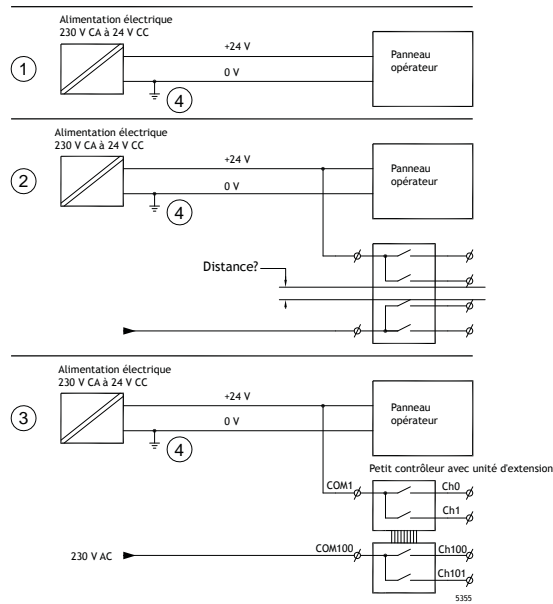 Alimentation électrique
230 V CA à 24 V CC
+24 V
0 V
Panneau
opérateur
1
4
Alimentation électrique
230 V CA à 24 V CC
+24 V
0 V
Panneau
opérateur
2
4
Distance?
Alimentation électrique
230 V CA à 24 V CC
+24 V
0 V
Panneau
opérateur
3
4
Petit contrôleur avec unité d'extension
COM1
Ch0
Ch1
230 V AC
COM100
Ch100
Ch101
5355